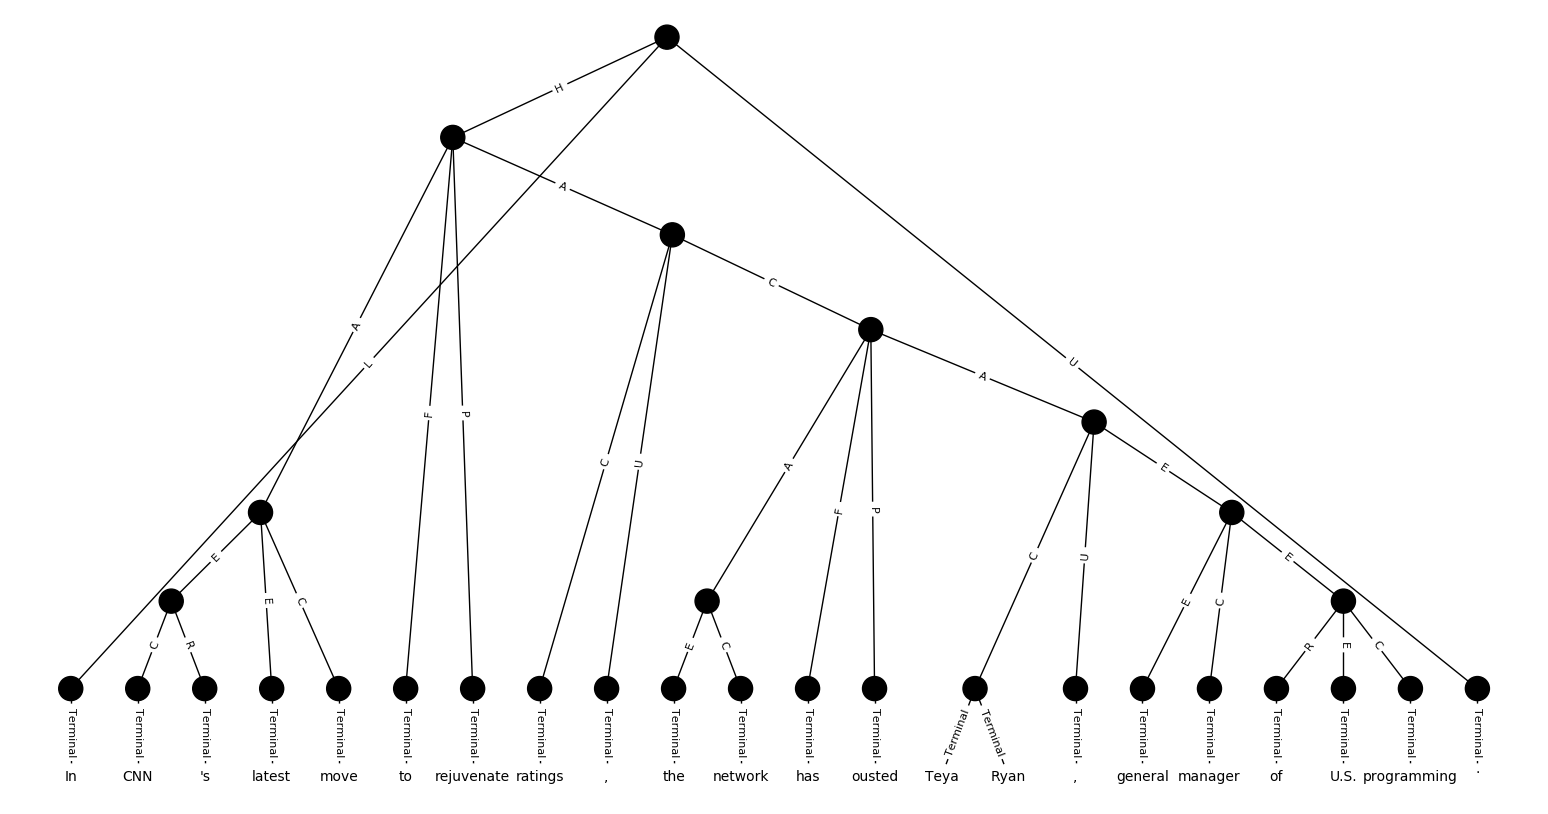 H
A
C
A
L
U
A
F
P
C
U
A
F
P
E
C
U
E
E
E
C
E
C
E
C
R
E
C
R
E
C
Terminal Terminal Terminal Terminal Terminal Terminal Terminal Terminal Terminal Terminal Terminal Terminal Terminal Terminal Terminal Terminal Terminal Terminal Terminal Terminal Terminal Terminal
In CNN 's latest move to rejuvenate ratings , the network has ousted Teya Ryan , general manager of U.S. programming .